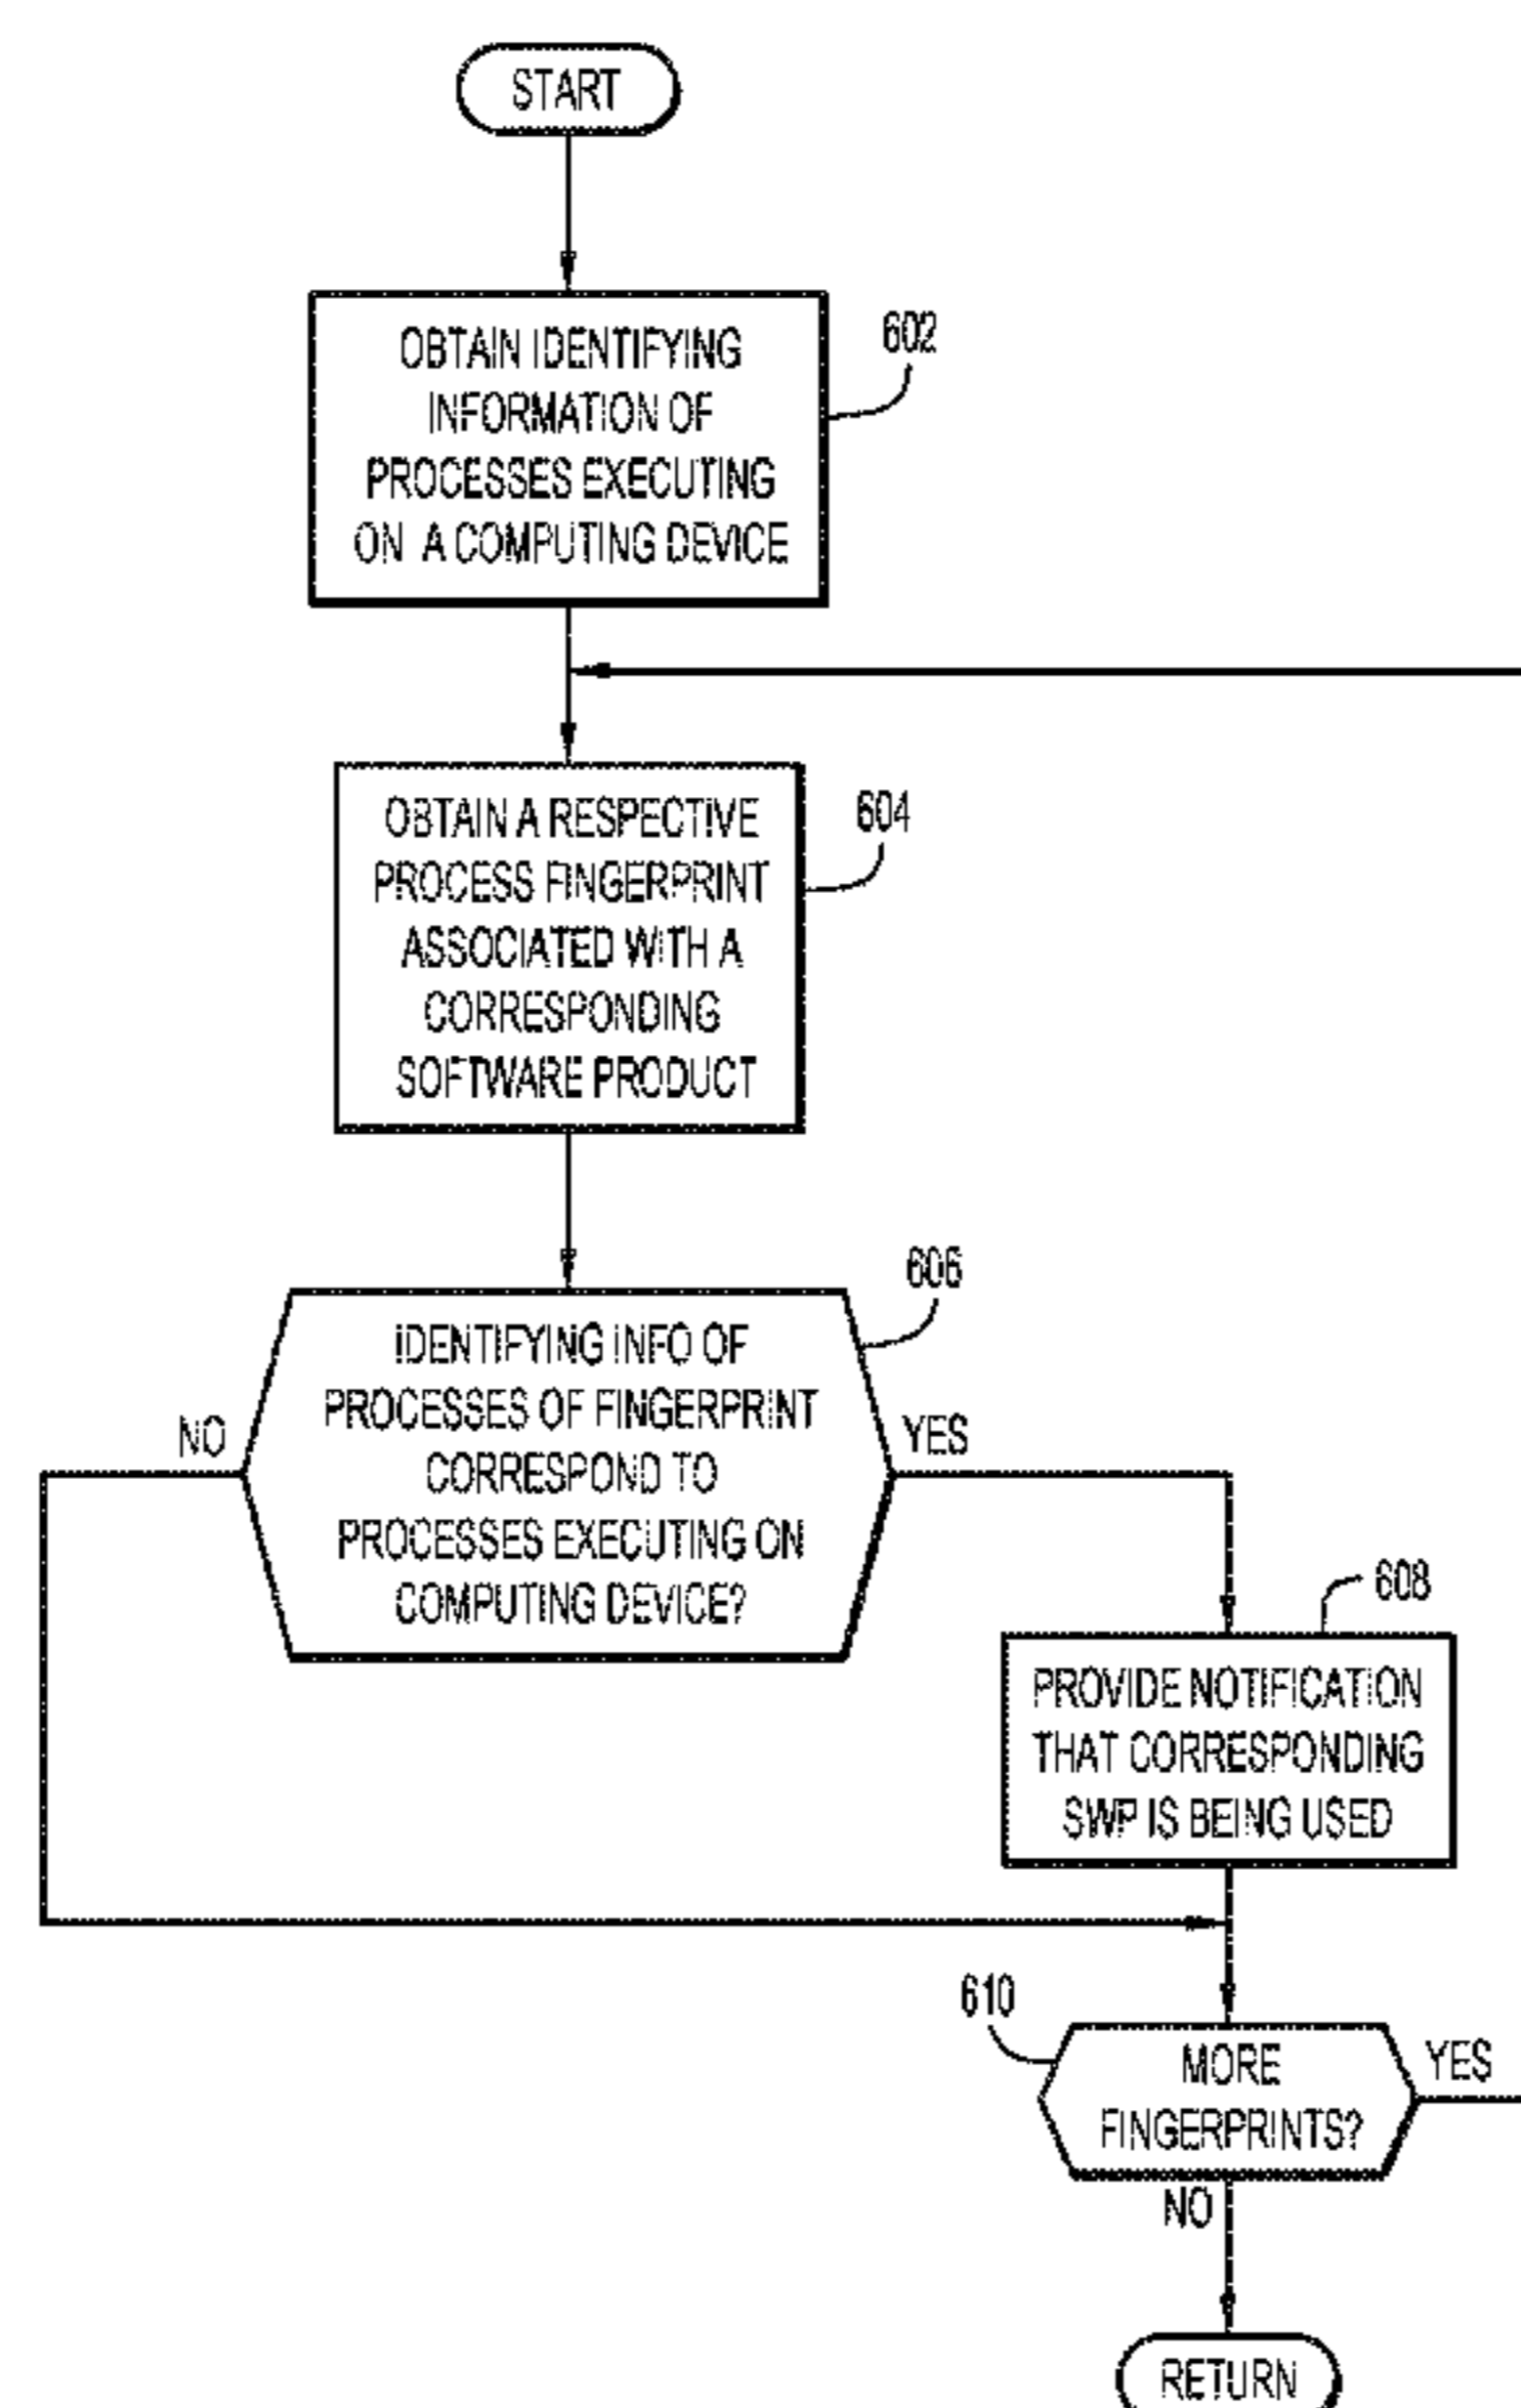 START
OBTAIN IDENTIFYING
INFORMATION OF
PROCESSES EXECUTING
ON A COMPUTING DEVICE
602
OBTAIN A RESPECTIVE
PROCESS FINGERPRINT
ASSOCIATED WITH A
CORRESPONDING
SOFTWARE PRODUCT
604
IDENTIFYING INFO OF
PROCESSES OF FINGERPRINT
CORRESPOND TO
PROCESSES EXECUTING ON
COMPUTING DEVICE?
606
NO
YES
608
PROVIDE NOTIFICATION
THAT CORRESPONDING
SWP IS BEING USED
610
MORE
FINGERPRINTS?
YES
NO
RETURN